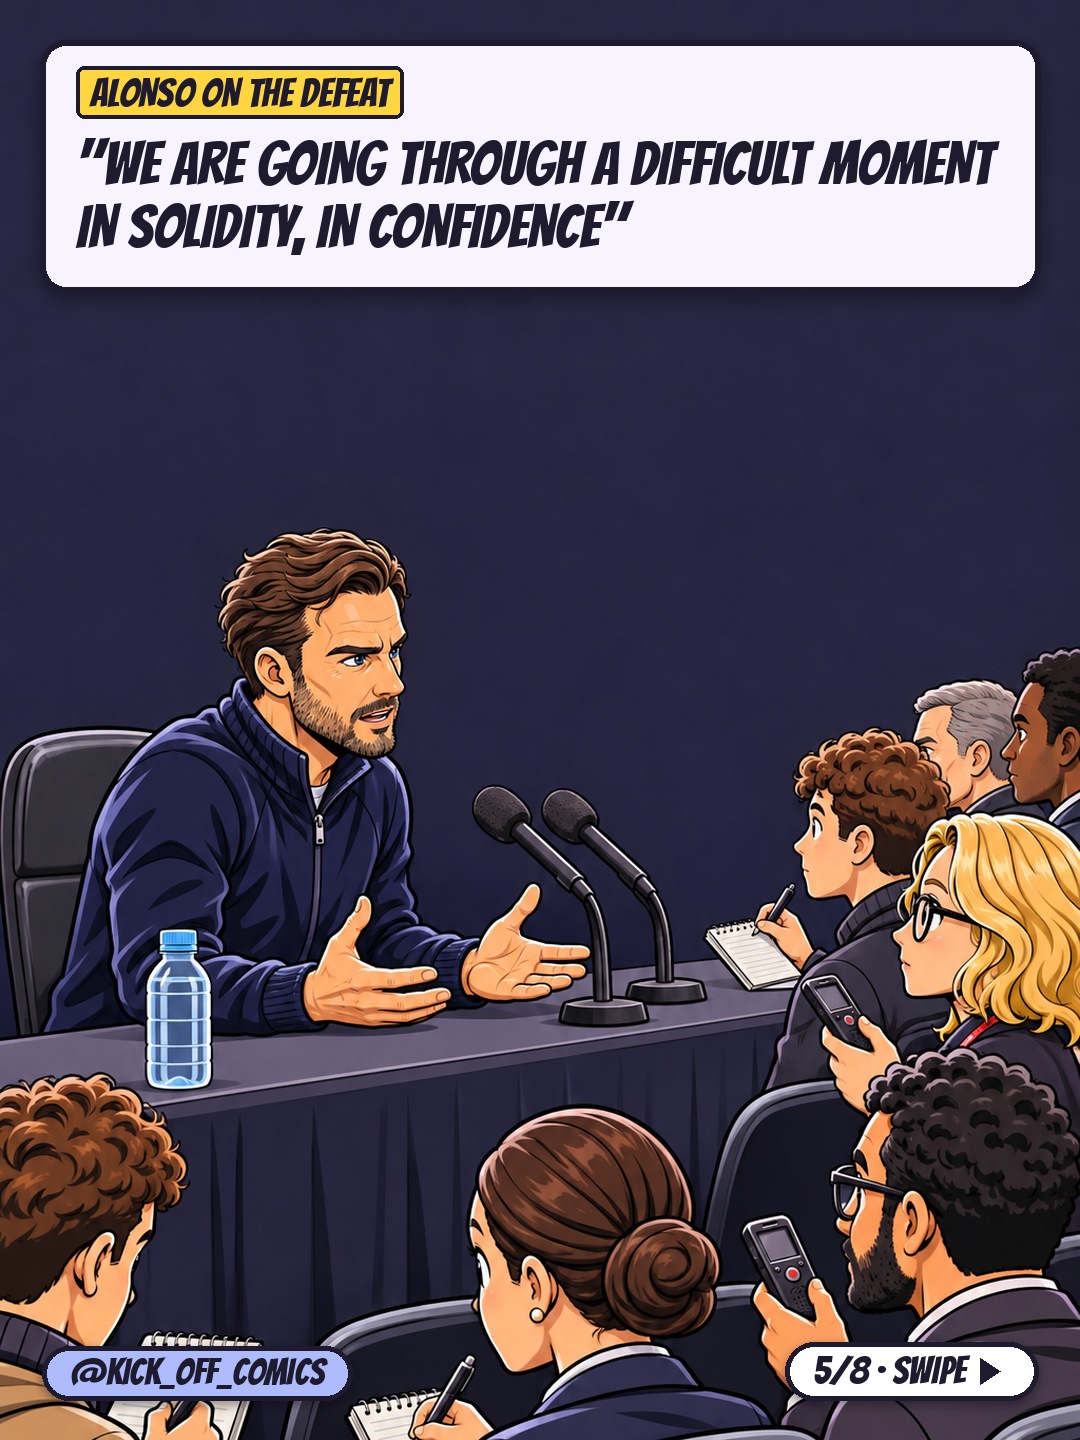 ALONSO ON THE DEFEAT
"WE ARE GOING THROUGH A DIFFICULT MOMENT
IN SOLIDITY, IN CONFIDENCE"
@KICK_OFF_COMICS
5/8 · SWIPE ▶